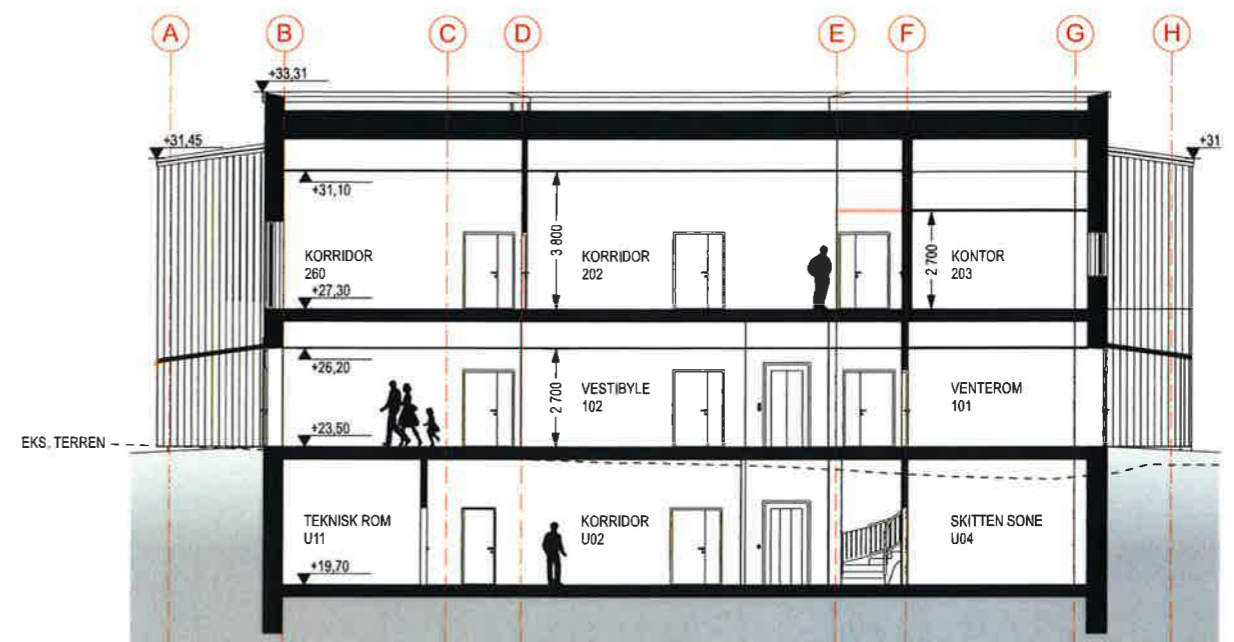 A B C D E F G H
+33,31
+31,45
+31
+31,10
3 800
2 700
KORRIDOR
260
KORRIDOR
202
KONTOR
203
+27,30
+26,20
2 700
VESTIBYLE
102
VENTEROM
101
+23,50
EKS. TERREN
TEKNISK ROM
U11
KORRIDOR
U02
SKITTEN SONE
U04
+19,70